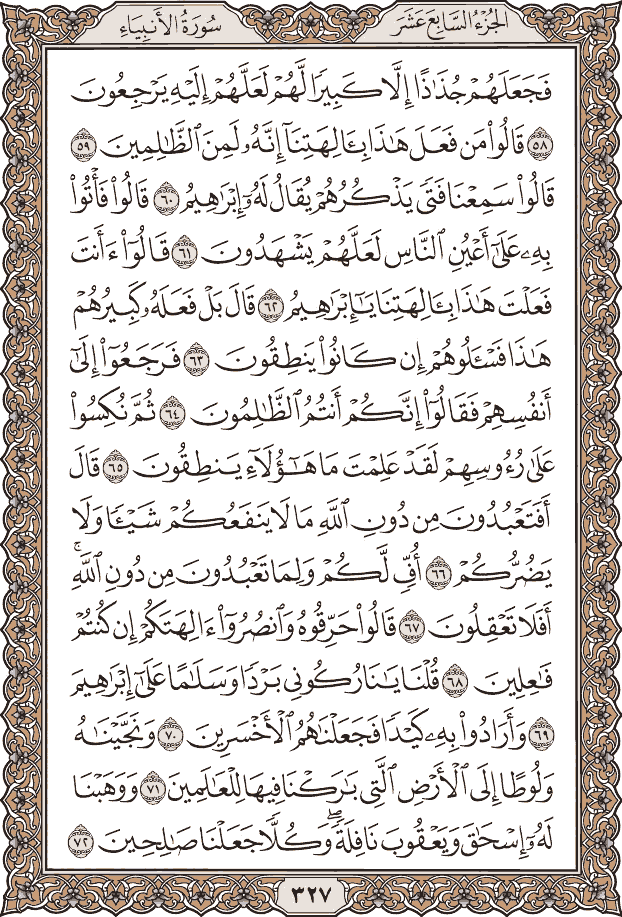 الجُزْءُ السَّابِعَ عَشَرَ
سُورَةُ الأَنبِيَاءِ
فَجَعَلَهُمْ جُذَٰذًا إِلَّا كَبِيرًا لَّهُمْ لَعَلَّهُمْ إِلَيْهِ يَرْجِعُونَ
٥٨ قَالُوا۟ مَن فَعَلَ هَٰذَا بِـَٔالِهَتِنَآ إِنَّهُۥ لَمِنَ ٱلظَّٰلِمِينَ ٥٩
قَالُوا۟ سَمِعْنَا فَتًى يَذْكُرُهُمْ يُقَالُ لَهُۥٓ إِبْرَٰهِيمُ ٦٠ قَالُوا۟ فَأْتُوا۟
بِهِۦ عَلَىٰٓ أَعْيُنِ ٱلنَّاسِ لَعَلَّهُمْ يَشْهَدُونَ ٦١ قَالُوٓا۟ ءَأَنتَ
فَعَلْتَ هَٰذَا بِـَٔالِهَتِنَا يَٰٓإِبْرَٰهِيمُ ٦٢ قَالَ بَلْ فَعَلَهُۥ كَبِيرُهُمْ
هَٰذَا فَسْـَٔلُوهُمْ إِن كَانُوا۟ يَنطِقُونَ ٦٣ فَرَجَعُوٓا۟ إِلَىٰٓ
أَنفُسِهِمْ فَقَالُوٓا۟ إِنَّكُمْ أَنتُمُ ٱلظَّٰلِمُونَ ٦٤ ثُمَّ نُكِسُوا۟
عَلَىٰ رُءُوسِهِمْ لَقَدْ عَلِمْتَ مَا هَٰٓؤُلَآءِ يَنطِقُونَ ٦٥ قَالَ
أَفَتَعْبُدُونَ مِن دُونِ ٱللَّهِ مَا لَا يَنفَعُكُمْ شَيْـًٔا وَلَا
يَضُرُّكُمْ ٦٦ أُفٍّ لَّكُمْ وَلِمَا تَعْبُدُونَ مِن دُونِ ٱللَّهِ ۚ
أَفَلَا تَعْقِلُونَ ٦٧ قَالُوا۟ حَرِّقُوهُ وَٱنصُرُوٓا۟ ءَالِهَتَكُمْ إِن كُنتُمْ
فَٰعِلِينَ ٦٨ قُلْنَا يَٰنَارُ كُونِى بَرْدًا وَسَلَٰمًا عَلَىٰٓ إِبْرَٰهِيمَ
٦٩ وَأَرَادُوا۟ بِهِۦ كَيْدًا فَجَعَلْنَٰهُمُ ٱلْأَخْسَرِينَ ٧٠ وَنَجَّيْنَٰهُ
وَلُوطًا إِلَى ٱلْأَرْضِ ٱلَّتِى بَٰرَكْنَا فِيهَا لِلْعَٰلَمِينَ ٧١ وَوَهَبْنَا
لَهُۥٓ إِسْحَٰقَ وَيَعْقُوبَ نَافِلَةً ۖ وَكُلًّا جَعَلْنَا صَٰلِحِينَ ٧٢
٣٢٧